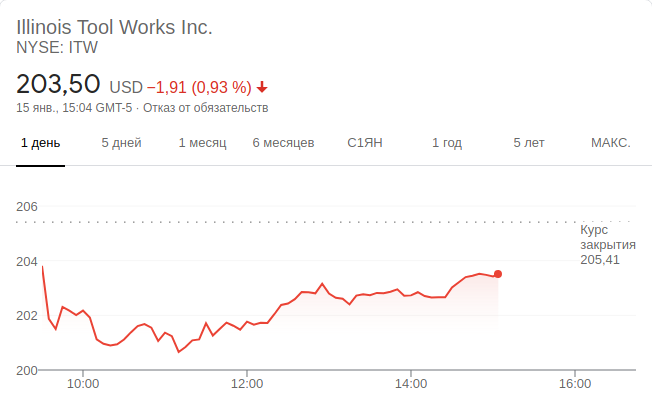 Illinois Tool Works Inc.
NYSE: ITW
203,50 USD −1,91 (0,93 %)
15 янв., 15:04 GMT-5 · Отказ от обязательств
1 день 5 дней 1 месяц 6 месяцев С1ЯН 1 год 5 лет МАКС.
206
Курс
закрытия
205,41
204
202
200
10:00 12:00 14:00 16:00